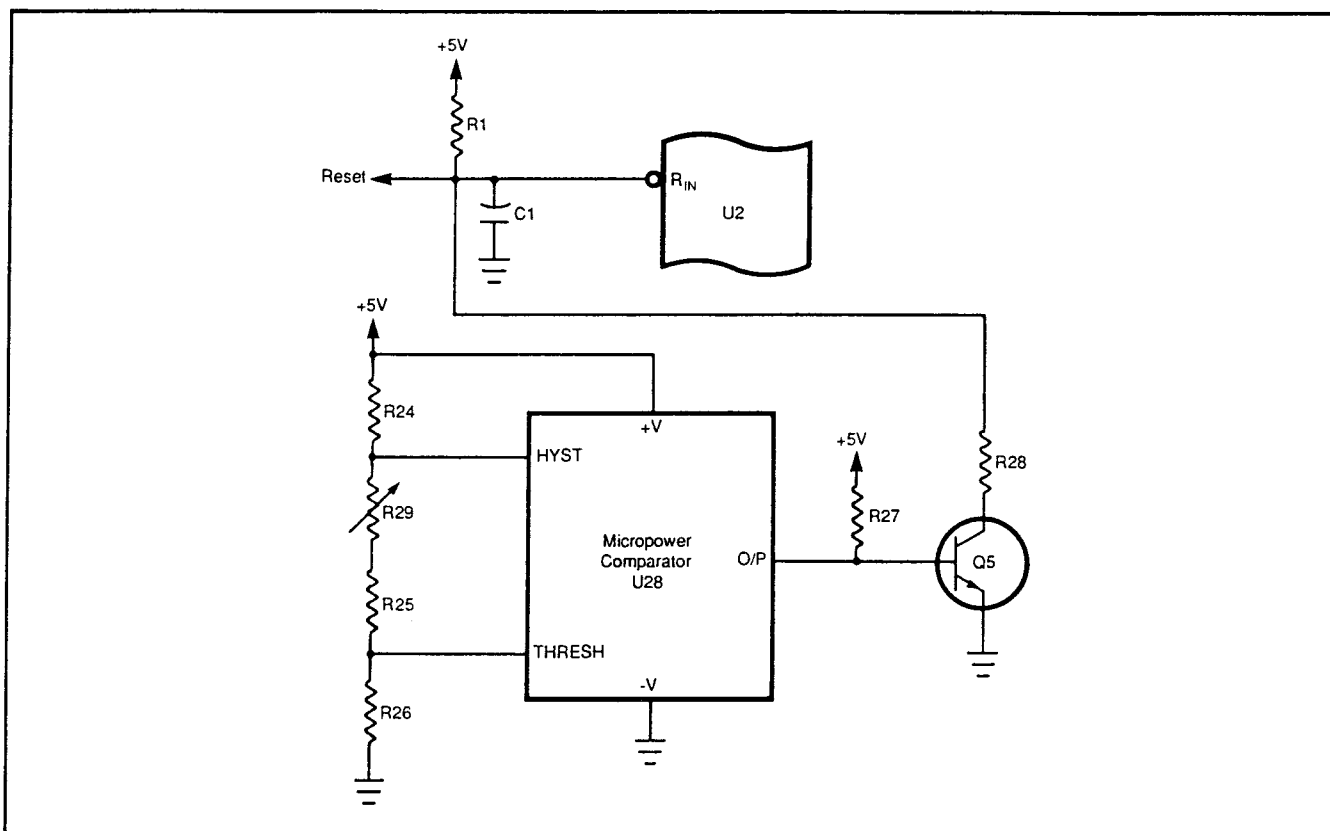 +5V
R1
Reset
R_IN
U2
C1
+5V
R24
+V
HYST
+5V
R28
R29
R27
Micropower
Comparator
U28
O/P
Q5
R25
THRESH
-V
R26